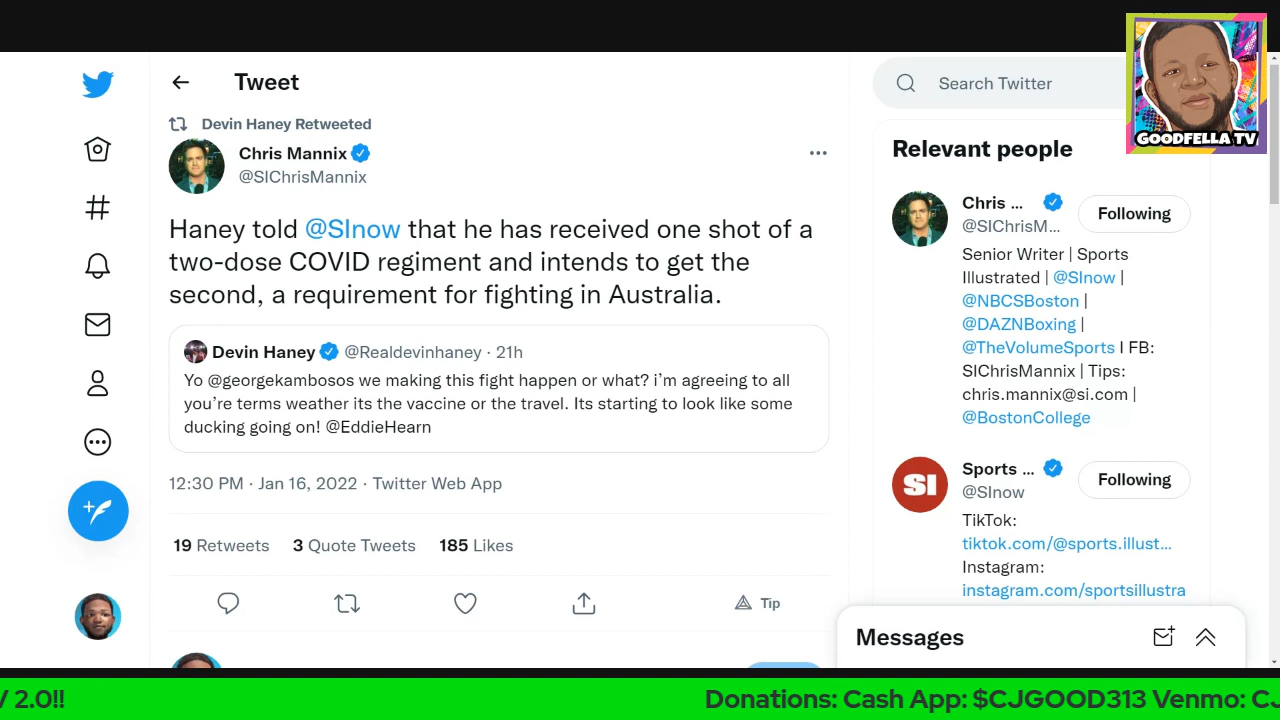 Tweet
Search Twitter
GOODFELLA TV
Devin Haney Retweeted
Chris Mannix
@SIChrisMannix
Haney told @SInow that he has received one shot of a
two-dose COVID regiment and intends to get the
second, a requirement for fighting in Australia.
Devin Haney @Realdevinhaney · 21h
Yo @georgekambosos we making this fight happen or what? i’m agreeing to all
you’re terms weather its the vaccine or the travel. Its starting to look like some
ducking going on! @EddieHearn
12:30 PM · Jan 16, 2022 · Twitter Web App
19 Retweets 3 Quote Tweets 185 Likes
Tip
Relevant people
Chris ...
@SIChrisM...
Following
Senior Writer | Sports
Illustrated | @SInow |
@NBCSBoston |
@DAZNBoxing |
@TheVolumeSports I FB:
SIChrisMannix | Tips:
chris.mannix@si.com |
@BostonCollege
SI
Sports ...
@SInow
Following
TikTok:
tiktok.com/@sports.illust...
Instagram:
instagram.com/sportsillustra
Messages
V 2.0!!
Donations: Cash App: $CJGOOD313 Venmo: CJ